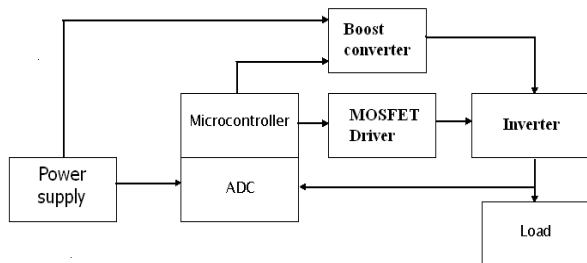 Boost
converter
Microcontroller
MOSFET
Driver
Inverter
Power
supply
ADC
Load